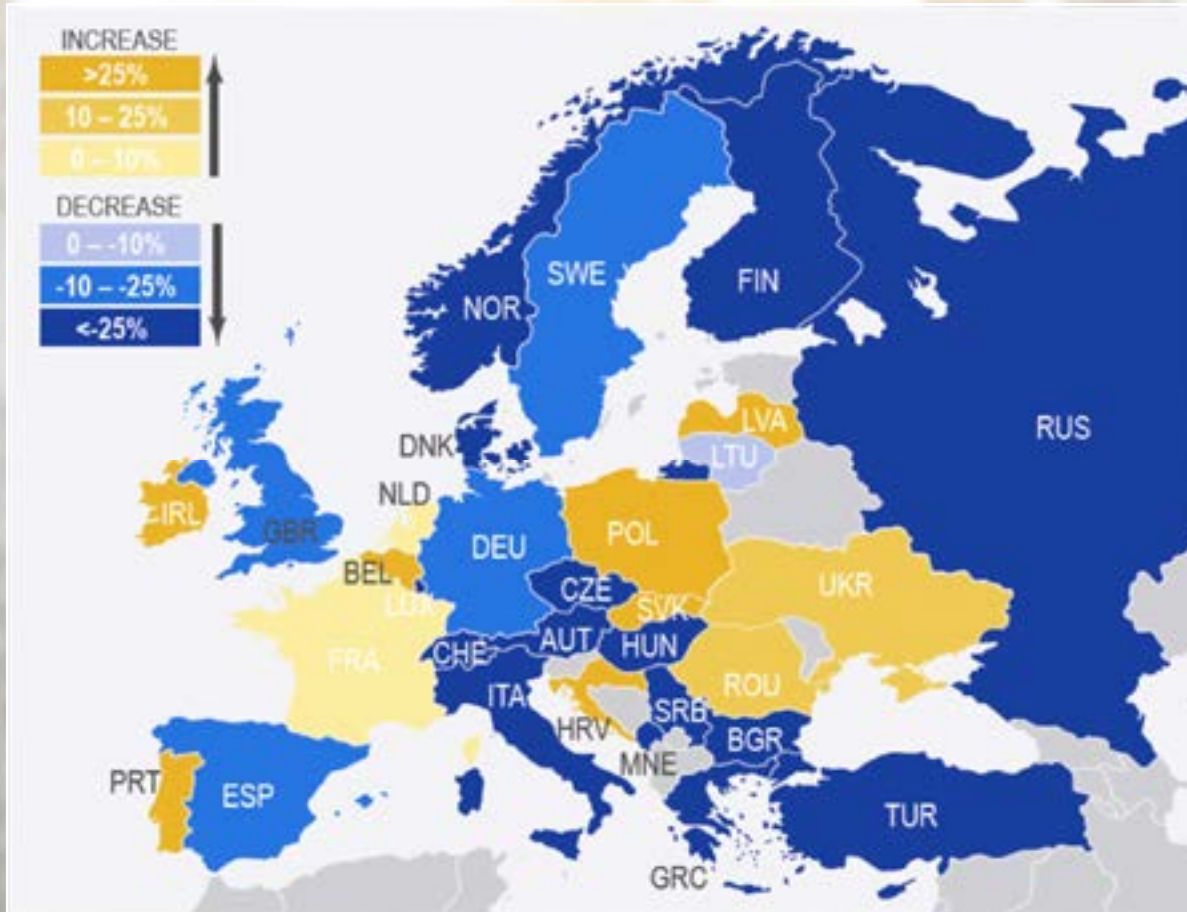 INCREASE
>25%
10 – 25%
0 – 10%
DECREASE
0 – -10%
-10 – -25%
<-25%
SWE
FIN
NOR
RUS
LVA
DNK
LTU
NLD
IRL
POL
GBR
DEU
BEL
CZE
UKR
LUX
SVK
AUT
HUN
CHE
FRA
ROU
ITA
SRB
HRV
BGR
MNE
PRT
ESP
TUR
GRC